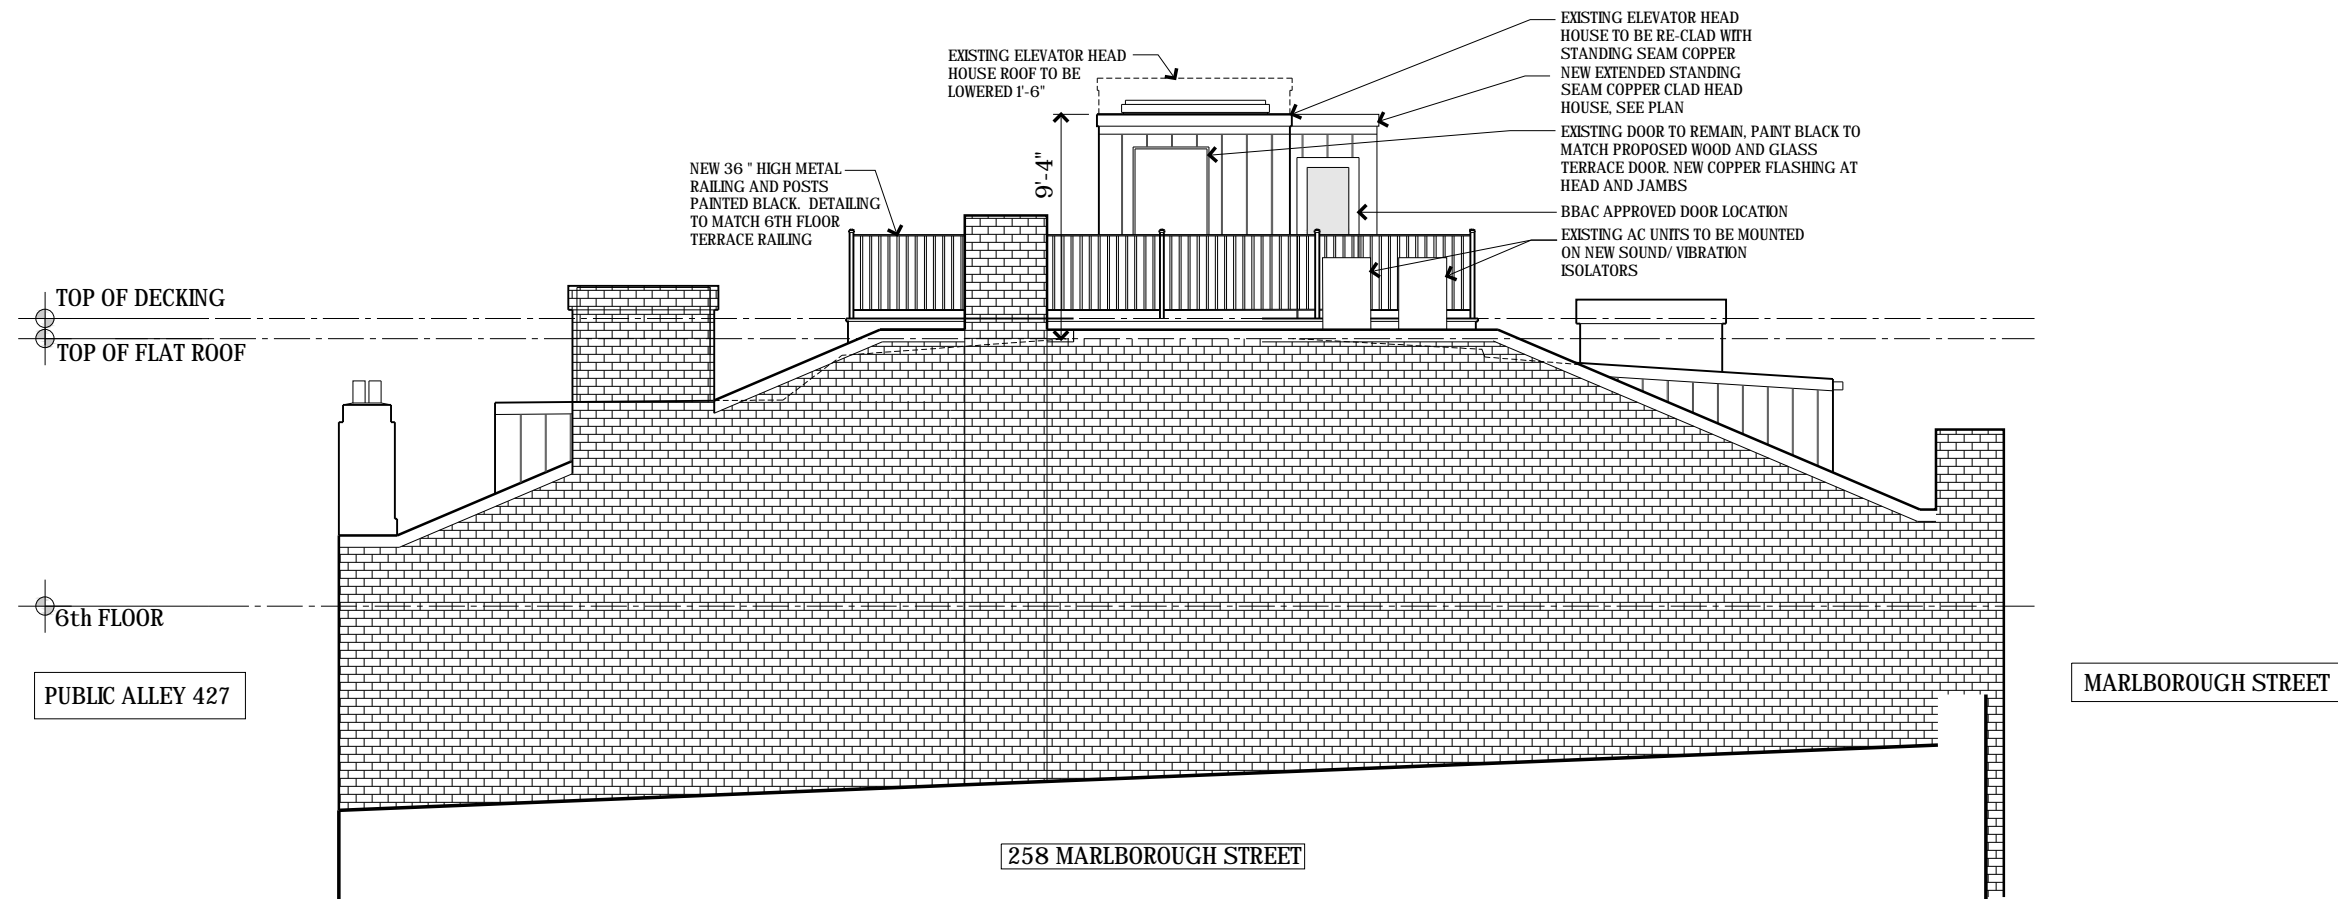 EXISTING ELEVATOR HEAD
HOUSE ROOF TO BE
LOWERED 1'-6"
EXISTING ELEVATOR HEAD
HOUSE TO BE RE-CLAD WITH
STANDING SEAM COPPER
NEW EXTENDED STANDING
SEAM COPPER CLAD HEAD
HOUSE, SEE PLAN
EXISTING DOOR TO REMAIN, PAINT BLACK TO
MATCH PROPOSED WOOD AND GLASS
TERRACE DOOR. NEW COPPER FLASHING AT
HEAD AND JAMBS
BBAC APPROVED DOOR LOCATION
EXISTING AC UNITS TO BE MOUNTED
ON NEW SOUND/ VIBRATION
ISOLATORS
9'-4"
NEW 36 " HIGH METAL
RAILING AND POSTS
PAINTED BLACK. DETAILING
TO MATCH 6TH FLOOR
TERRACE RAILING
TOP OF DECKING
TOP OF FLAT ROOF
6th FLOOR
PUBLIC ALLEY 427
MARLBOROUGH STREET
258 MARLBOROUGH STREET